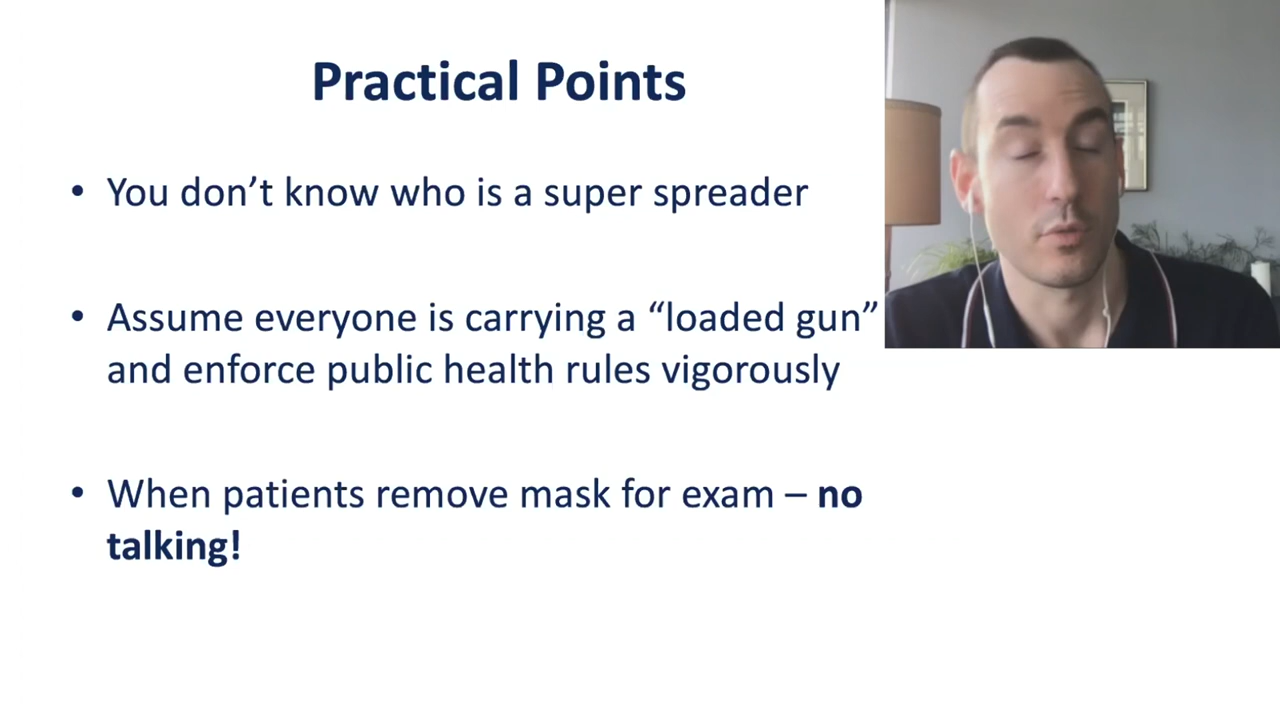 Practical Points
• You don’t know who is a super spreader
• Assume everyone is carrying a “loaded gun”
and enforce public health rules vigorously
• When patients remove mask for exam – no
talking!